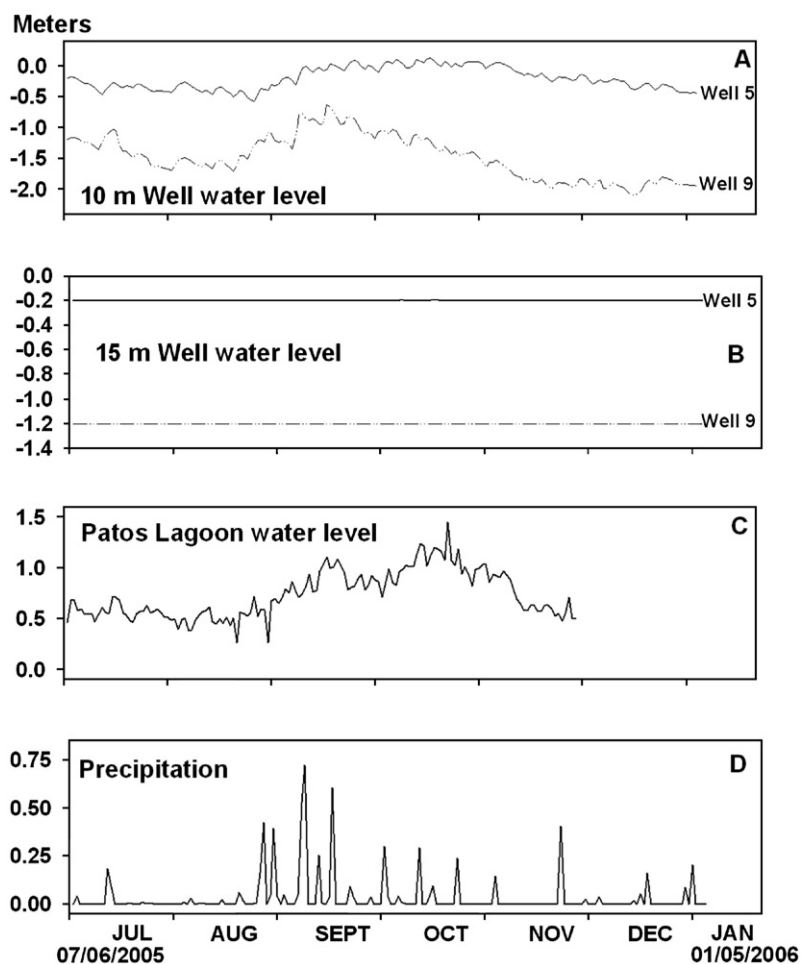 Meters
A
0.0
-0.5
-1.0
-1.5
-2.0
Well 5
Well 9
10 m Well water level
0.0
-0.2
-0.4
-0.6
-0.8
-1.0
-1.2
-1.4
Well 5
15 m Well water level
B
Well 9
1.5
1.0
0.5
0.0
Patos Lagoon water level
C
0.75
0.50
0.25
0.00
Precipitation
D
JUL AUG SEPT OCT NOV DEC JAN
07/06/2005 01/05/2006